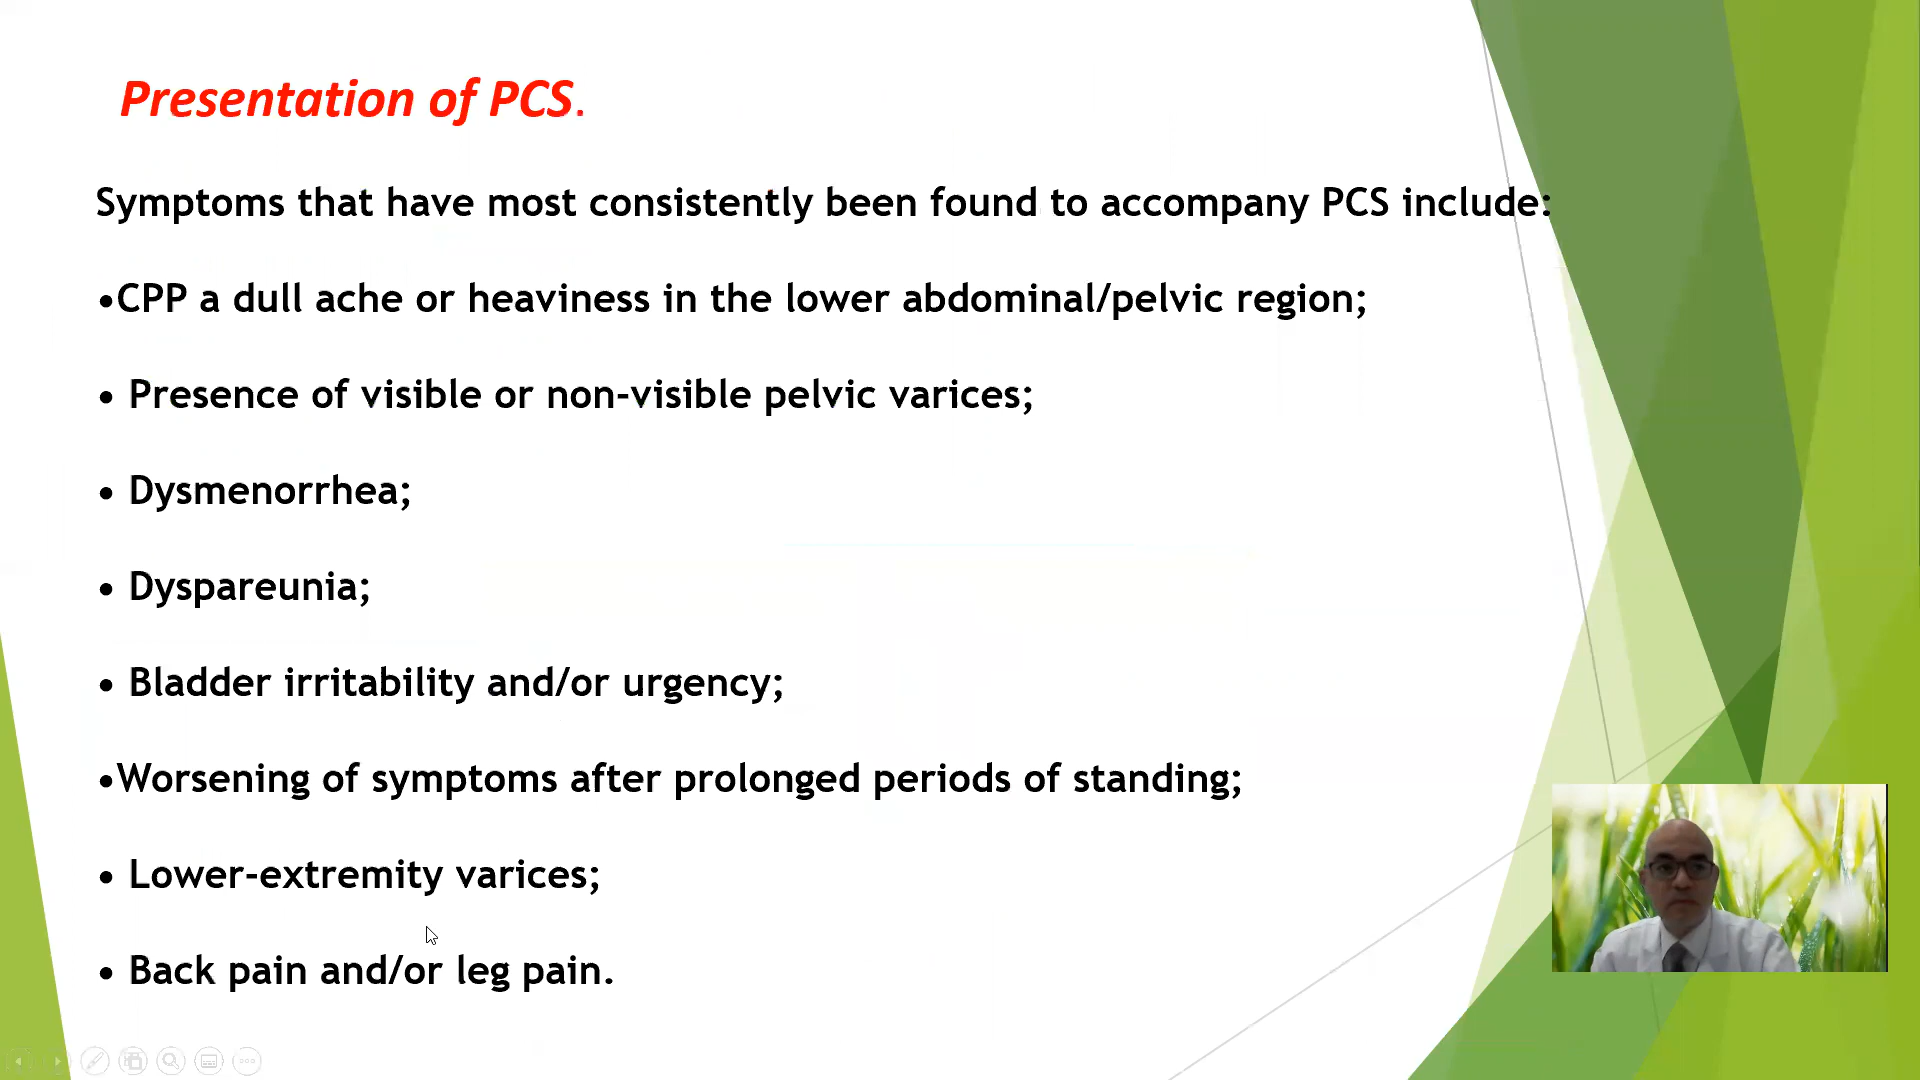 Presentation of PCS.
Symptoms that have most consistently been found to accompany PCS include:
•CPP a dull ache or heaviness in the lower abdominal/pelvic region;
• Presence of visible or non-visible pelvic varices;
• Dysmenorrhea;
• Dyspareunia;
• Bladder irritability and/or urgency;
•Worsening of symptoms after prolonged periods of standing;
• Lower-extremity varices;
• Back pain and/or leg pain.